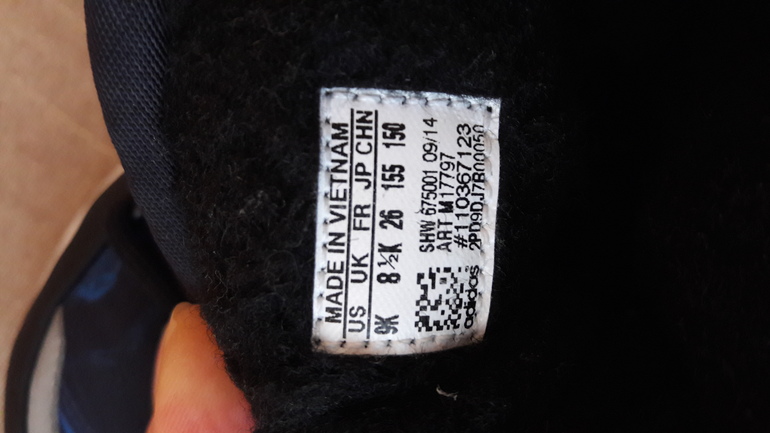 MADE IN VIETNAM
US UK FR JP CHN
9K 8½K 26 155 150
SHW 675001 09/14
ART M17797
#110367123
2PD9DJ7B00050
adidas